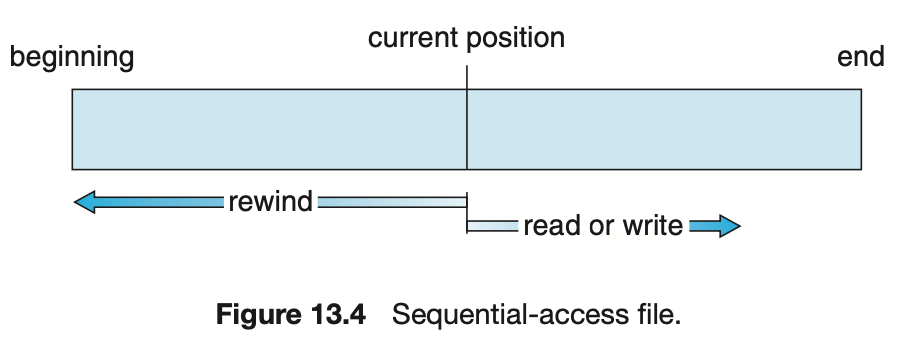 current position
beginning
end
rewind
read or write
Figure 13.4 Sequential-access file.